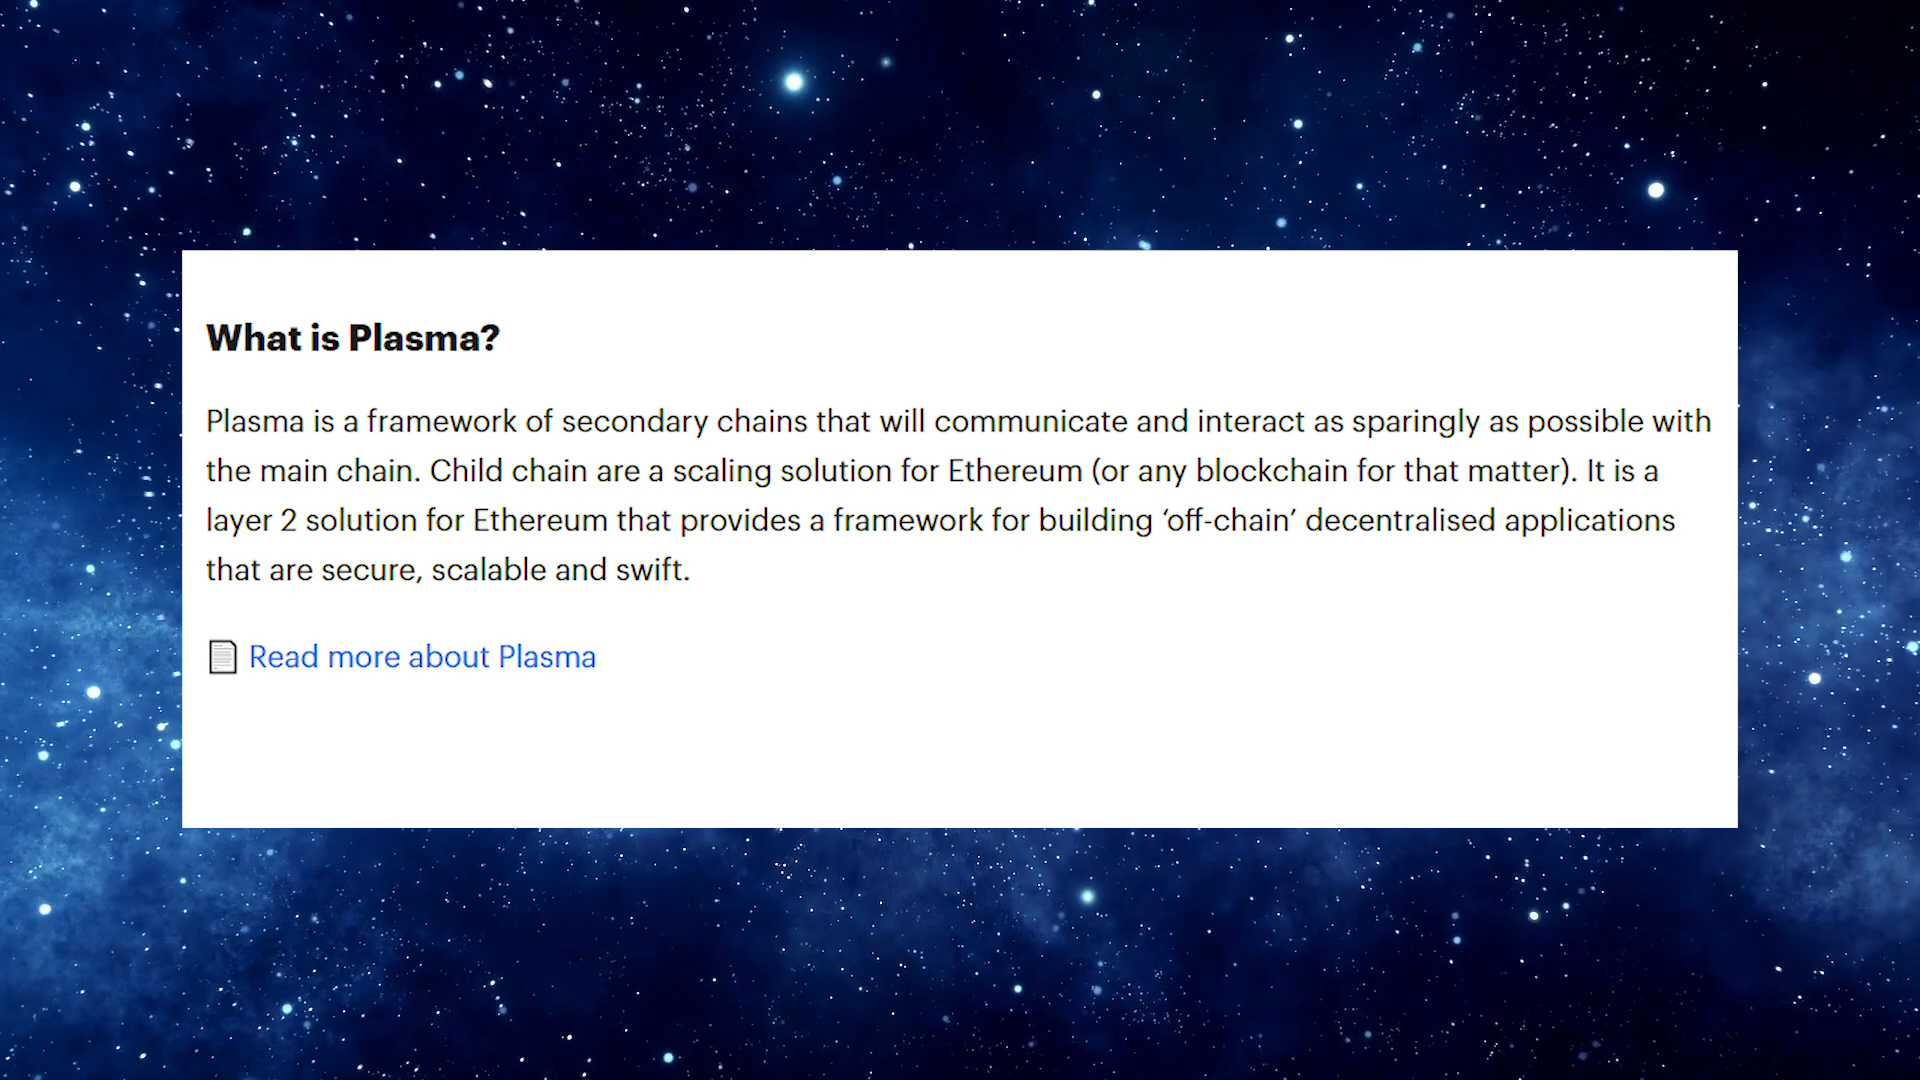 What is Plasma?
Plasma is a framework of secondary chains that will communicate and interact as sparingly as possible with
the main chain. Child chain are a scaling solution for Ethereum (or any blockchain for that matter). It is a
layer 2 solution for Ethereum that provides a framework for building ‘off-chain’ decentralised applications
that are secure, scalable and swift.
Read more about Plasma